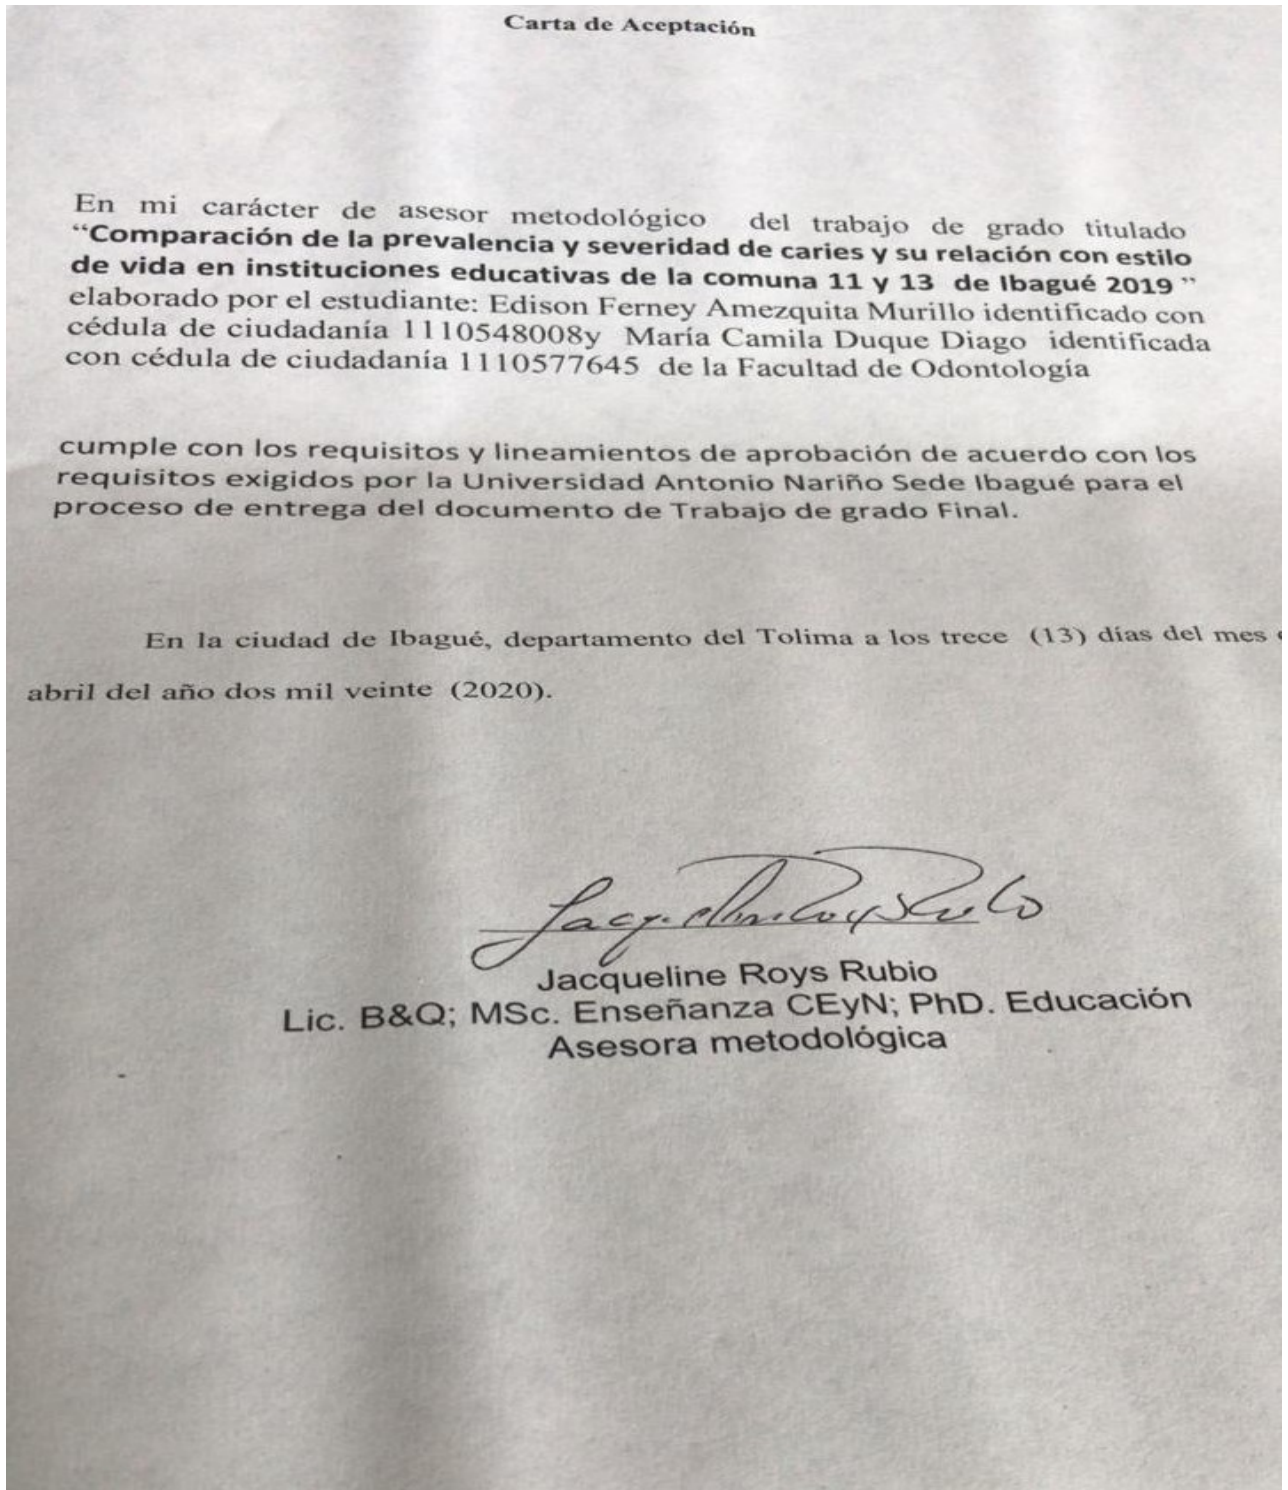 Carta de Aceptación
En mi carácter de asesor metodológico del trabajo de grado titulado
“Comparación de la prevalencia y severidad de caries y su relación con estilo
de vida en instituciones educativas de la comuna 11 y 13 de Ibagué 2019 ”
elaborado por el estudiante: Edison Ferney Amezquita Murillo identificado con
cédula de ciudadanía 1110548008y María Camila Duque Diago identificada
con cédula de ciudadanía 1110577645 de la Facultad de Odontología
cumple con los requisitos y lineamientos de aprobación de acuerdo con los
requisitos exigidos por la Universidad Antonio Nariño Sede Ibagué para el
proceso de entrega del documento de Trabajo de grado Final.
En la ciudad de Ibagué, departamento del Tolima a los trece (13) días del mes
abril del año dos mil veinte (2020).
Jacqueline Roys Rubio
Jacqueline Roys Rubio
Lic. B&Q; MSc. Enseñanza CEyN; PhD. Educación
Asesora metodológica